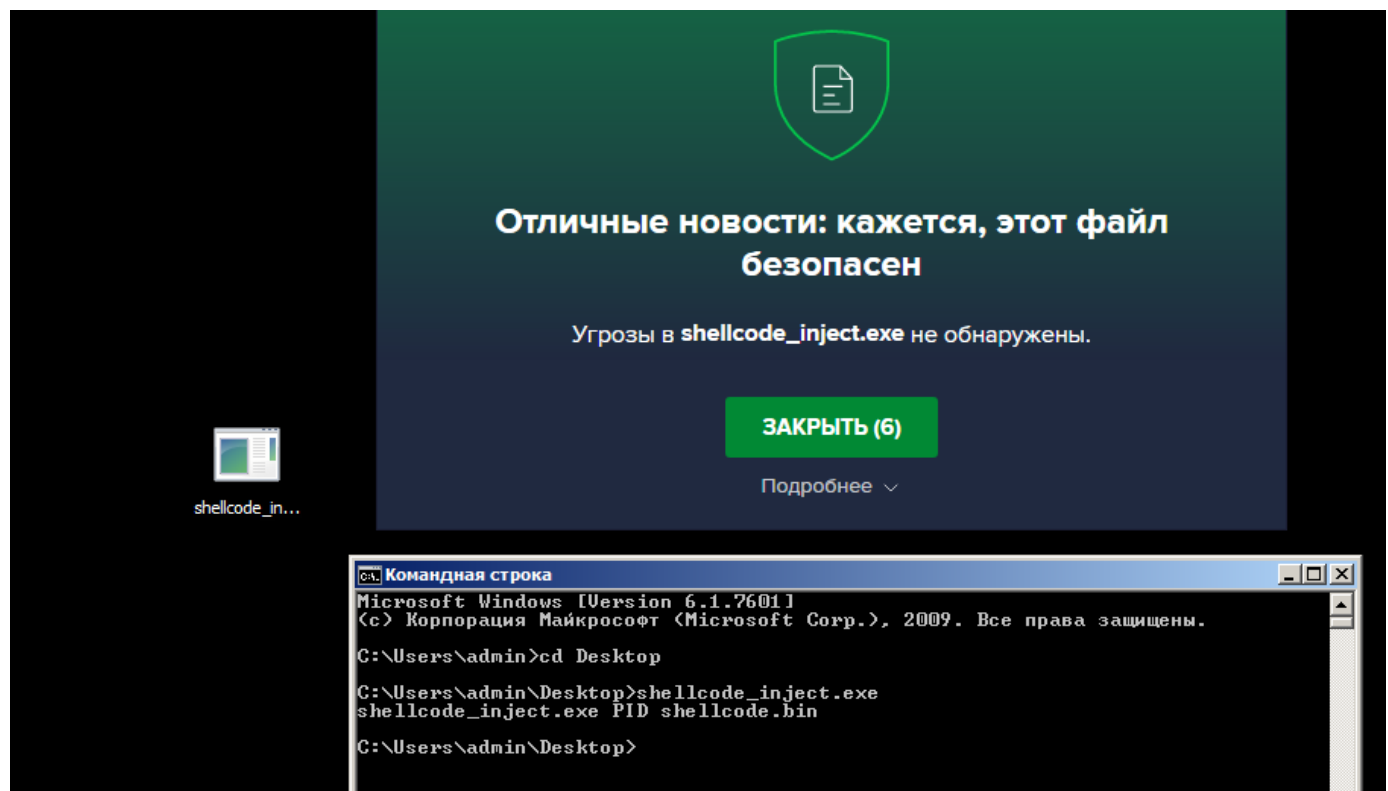 Отличные новости: кажется, этот файл
безопасен
Угрозы в shellcode_inject.exe не обнаружены.
ЗАКРЫТЬ (6)
Подробнее
shellcode_in...
C:\. Командная строка
Microsoft Windows [Version 6.1.7601]
(c) Корпорация Майкрософт (Microsoft Corp.), 2009. Все права защищены.
C:\Users\admin>cd Desktop
C:\Users\admin\Desktop>shellcode_inject.exe
shellcode_inject.exe PID shellcode.bin
C:\Users\admin\Desktop>